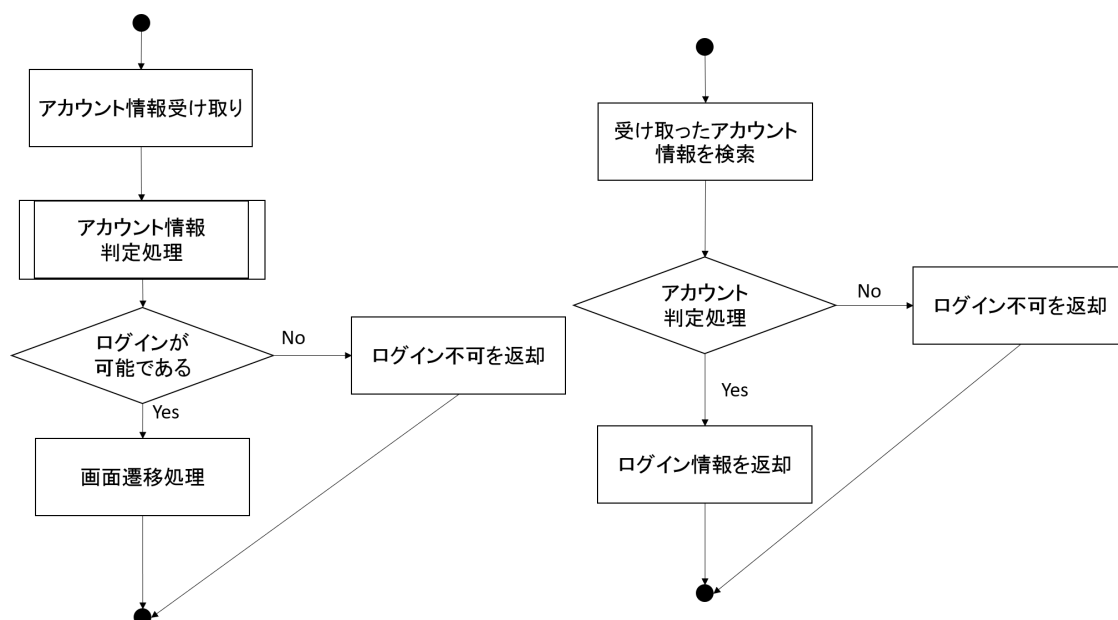 アカウント情報受け取り
アカウント情報
判定処理
ログインが
可能である
No
ログイン不可を返却
Yes
画面遷移処理
受け取ったアカウント
情報を検索
アカウント
判定処理
No
ログイン不可を返却
Yes
ログイン情報を返却